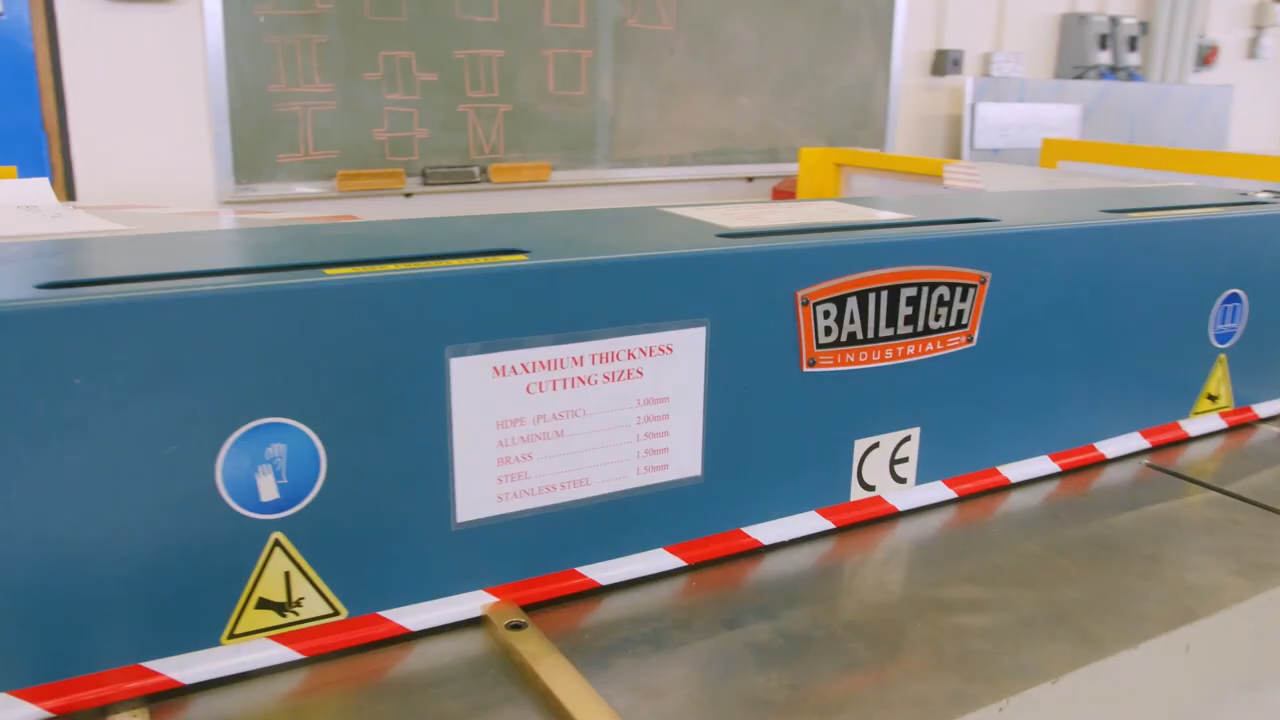 BAILEIGH
INDUSTRIAL
MAXIMIUM THICKNESS
CUTTING SIZES
HDPE (PLASTIC).............. 3.00mm
ALUMINIUM ..................... 2.00mm
BRASS ............................ 1.50mm
STEEL ............................ 1.50mm
STAINLESS STEEL ......... 1.50mm
CE